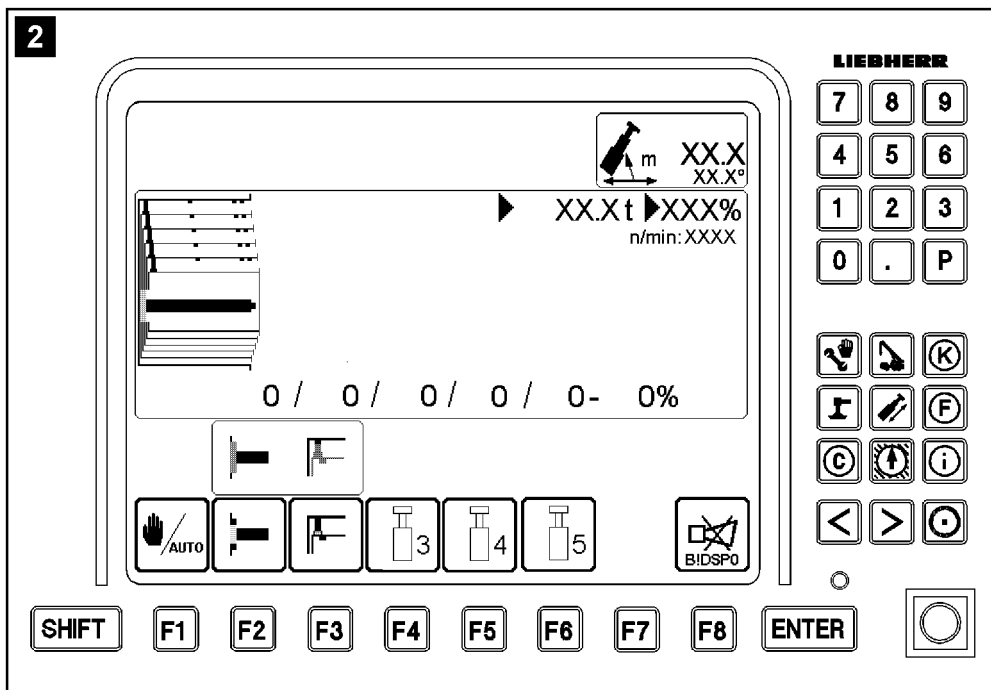 2
LIEBHERR
m XX.X
XX.X°
XX.X t XXX%
n/min: XXXX
0 / 0 / 0 / 0 / 0 - 0%
/AUTO
3
4
5
B!DSP0
7 8 9
4 5 6
1 2 3
0 . P
K
F
C
i
< >
SHIFT F1 F2 F3 F4 F5 F6 F7 F8 ENTER